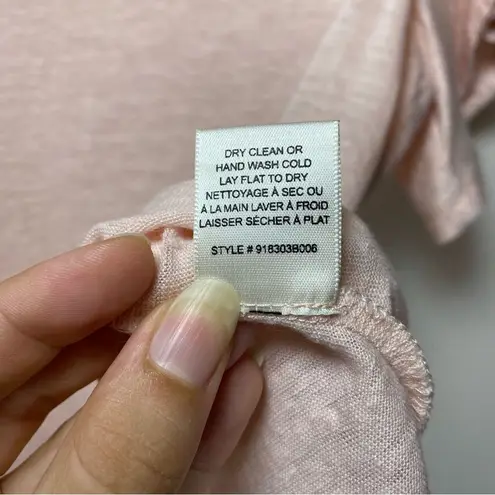 DRY CLEAN OR
HAND WASH COLD
LAY FLAT TO DRY
NETTOYAGE À SEC OU
À LA MAIN LAVER À FROID
LAISSER SÉCHER À PLAT
STYLE # 918303B006